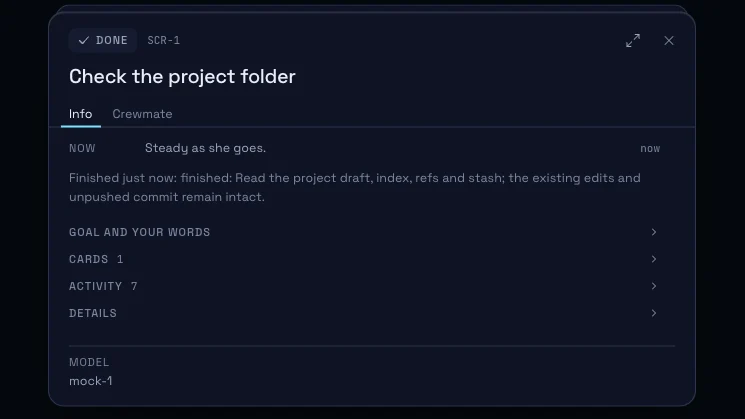 DONE SCR-1
Check the project folder
Info Crewmate
NOW Steady as she goes. now
Finished just now: finished: Read the project draft, index, refs and stash; the existing edits and
unpushed commit remain intact.
GOAL AND YOUR WORDS
CARDS 1
ACTIVITY 7
DETAILS
MODEL
mock-1